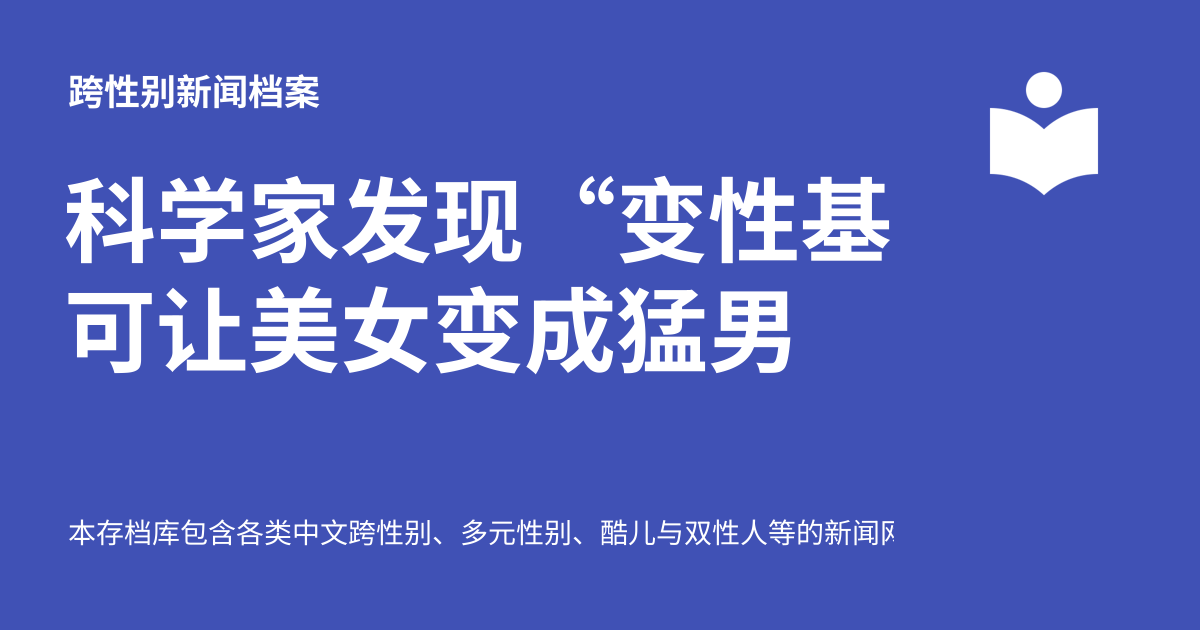 跨性别新闻档案
科学家发现“变性基
可让美女变成猛男
本存档库包含各类中文跨性别、多元性别、酷儿与双性人等的新闻